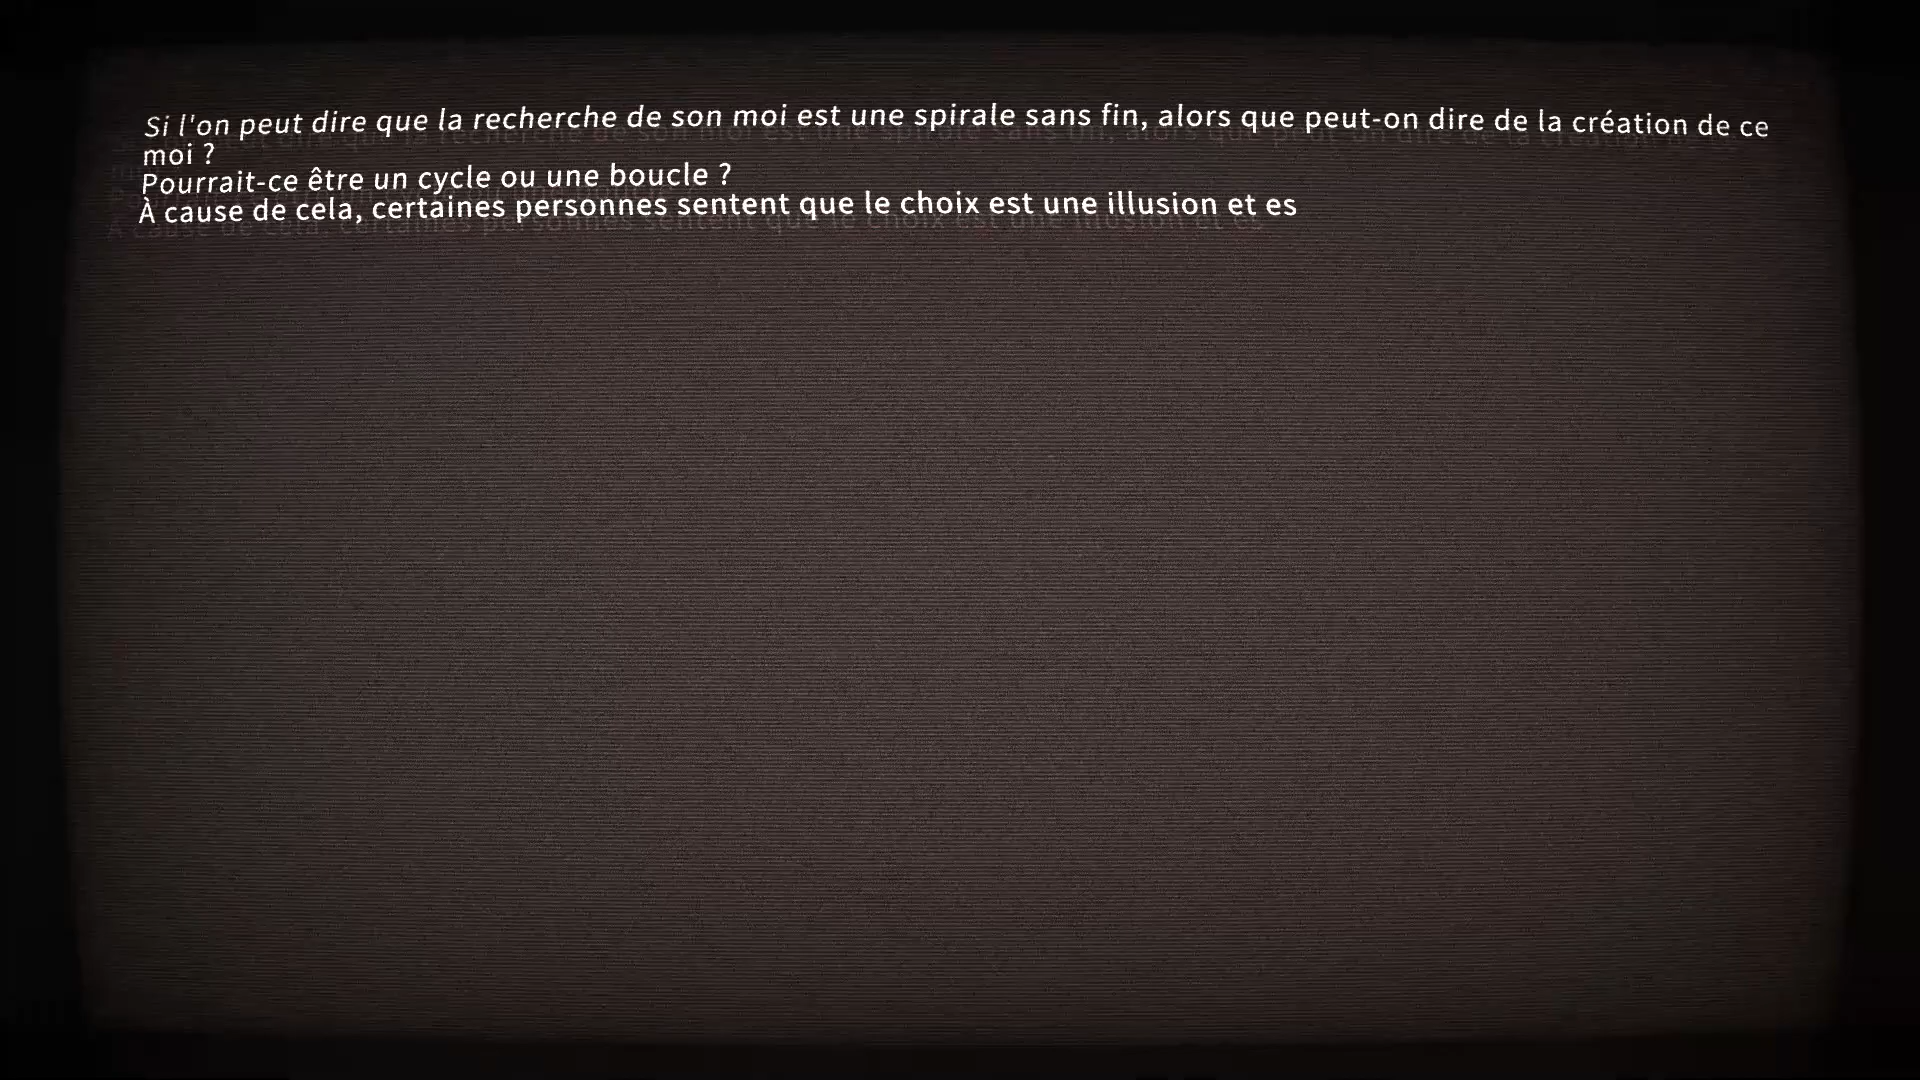 Si l'on peut dire que la recherche de son moi est une spirale sans fin, alors que peut-on dire de la création de ce
moi ?
Pourrait-ce être un cycle ou une boucle ?
À cause de cela, certaines personnes sentent que le choix est une illusion et es